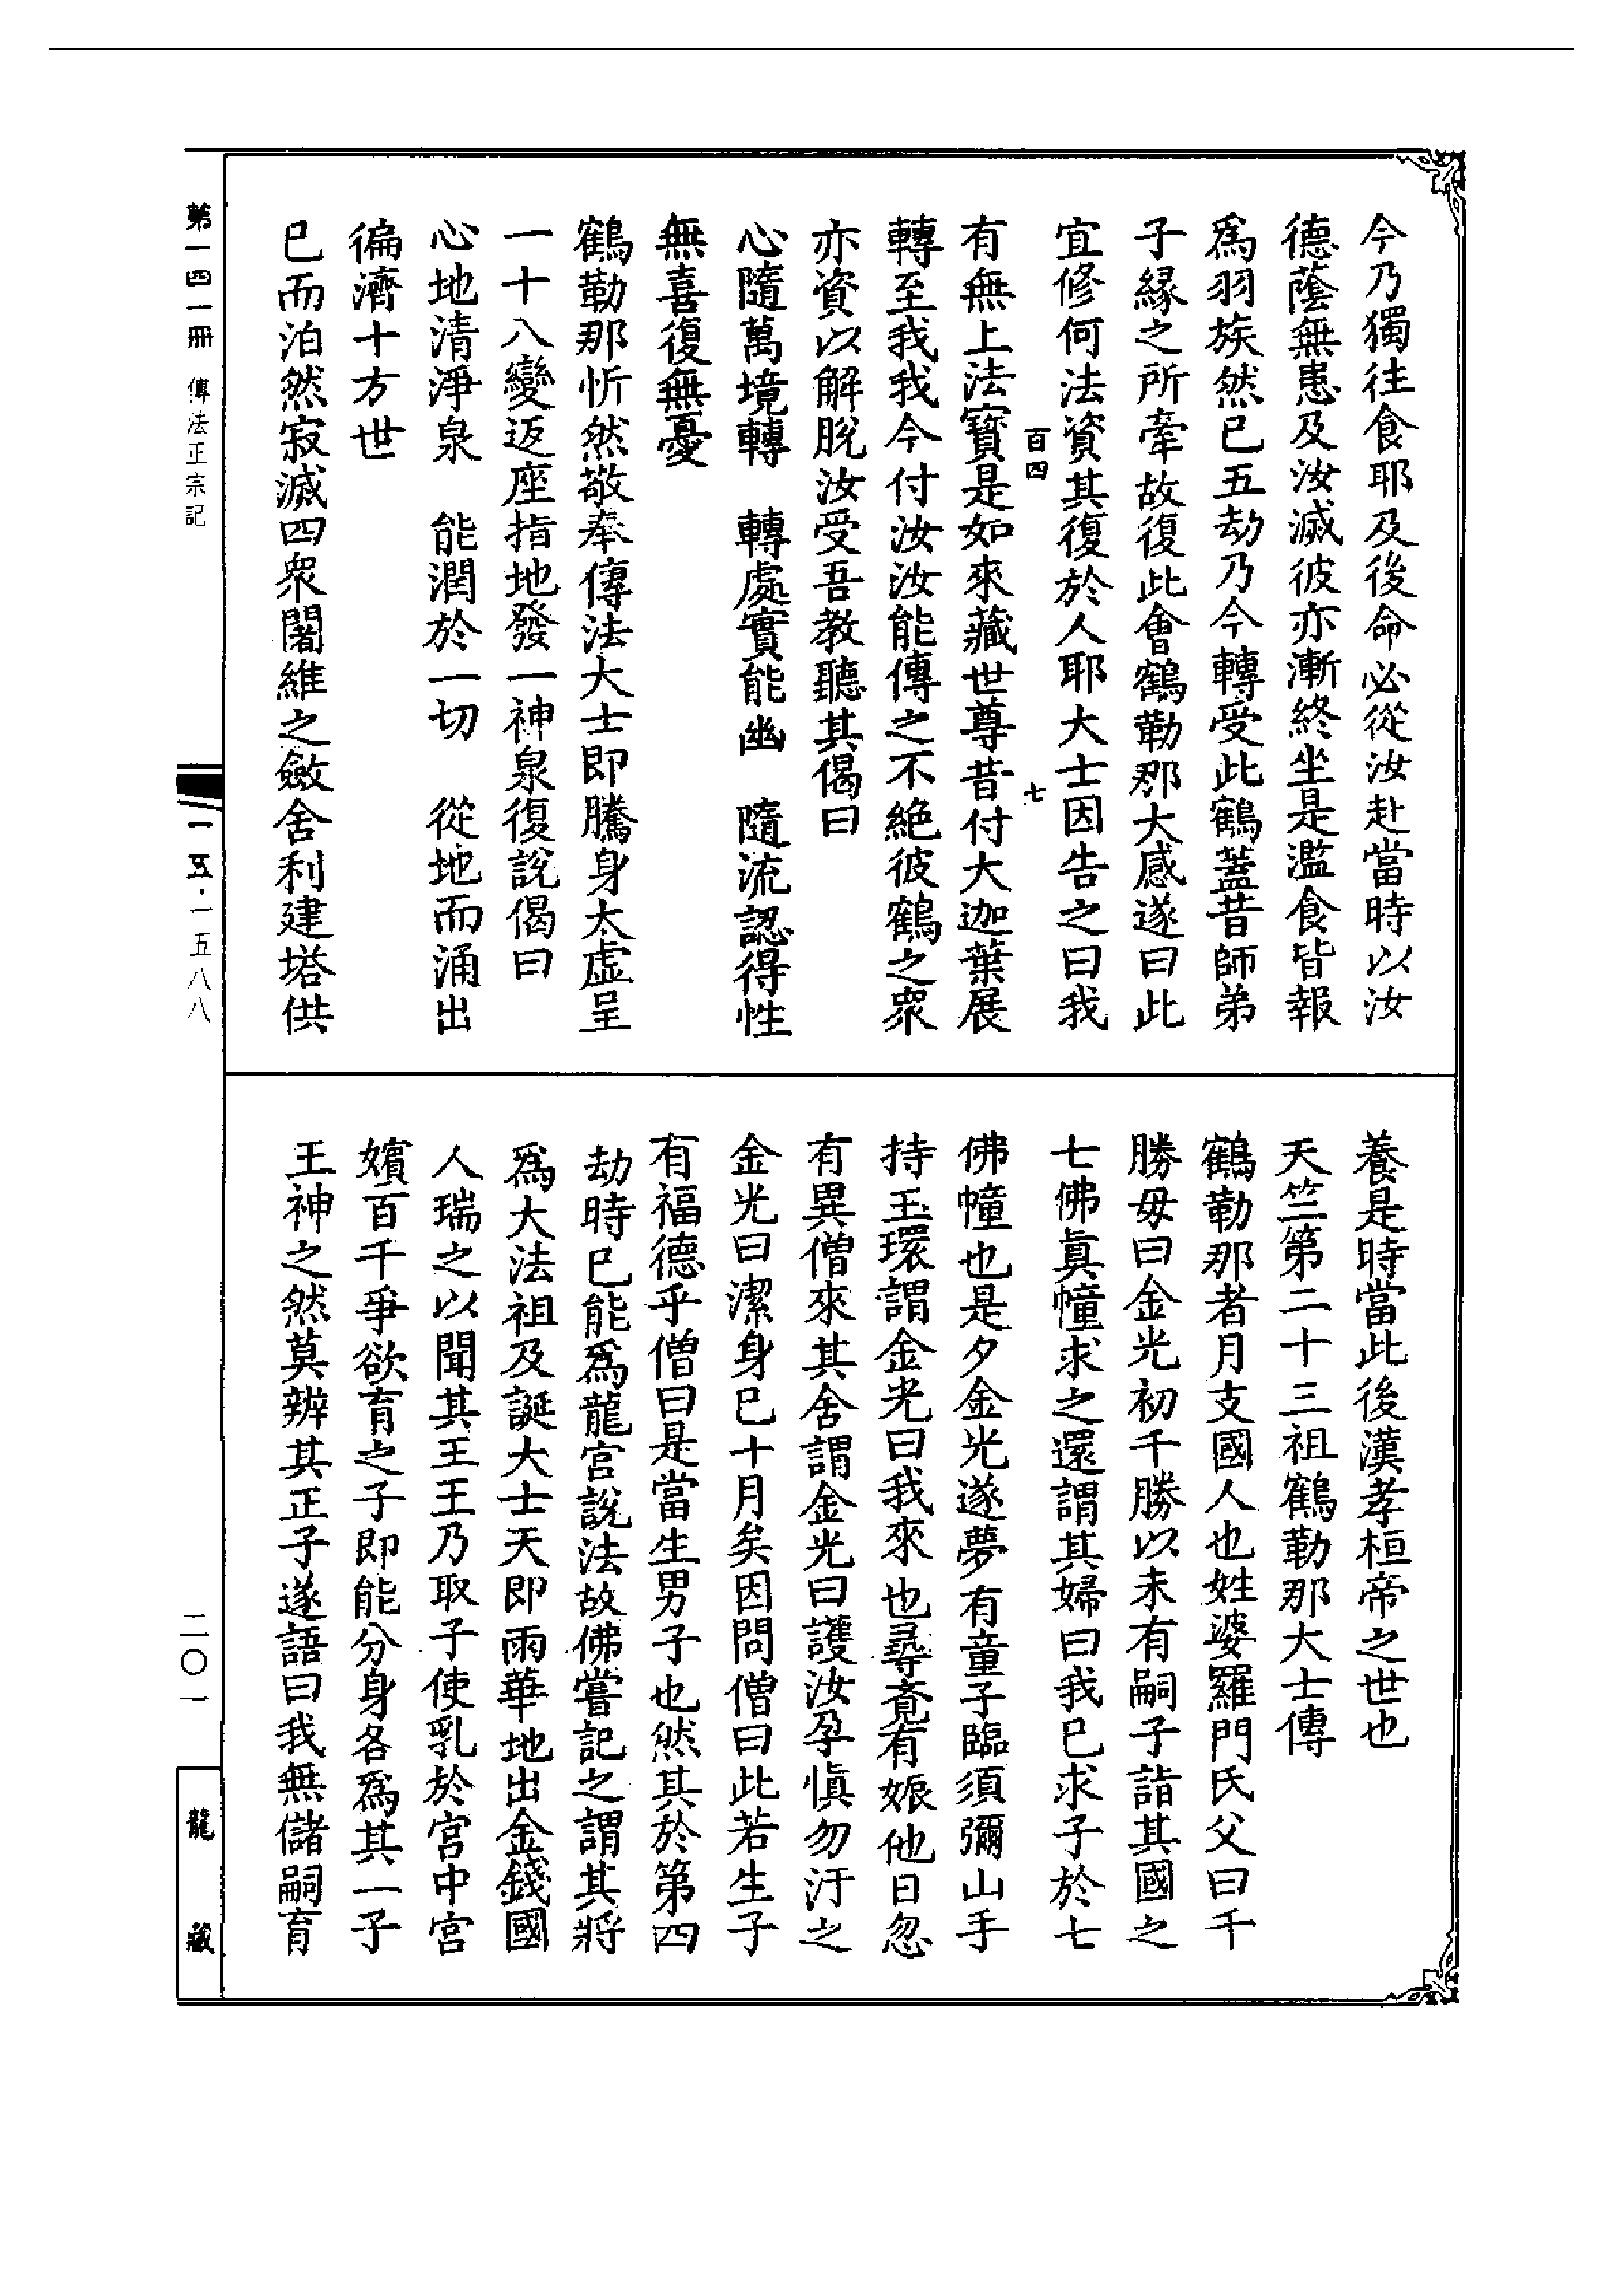 今乃獨往食耶及後命必從汝赴當時以汝
德蔭無患及汝滅彼亦漸終坐是濫食皆報
爲羽族然已五劫乃今轉受此鶴蓋昔師弟
子緣之所牽故復此會鶴勒那大感遂曰此
宜修何法資其復於人耶大士因告之曰我
百四　七
有無上法寶是如來藏世尊昔付大迦葉展
轉至我我今付汝汝能傳之不絕彼鶴之衆
亦資以解脫汝受吾教聽其偈曰
心隨萬境轉　轉處實能幽　隨流認得性
無喜復無憂
鶴勒那忻然敬奉傳法大士即騰身太虛呈
一十八變返座指地發一神泉復說偈曰
心地清淨泉　能潤於一切　從地而涌出
徧濟十方世
已而泊然寂滅四衆闍維之斂舍利建塔供
養是時當此後漢孝桓帝之世也
天竺第二十三祖鶴勒那大士傳
鶴勒那者月支國人也姓婆羅門氏父曰千
勝母曰金光初千勝以未有嗣子詣其國之
七佛眞幢求之還謂其婦曰我已求子於七
佛幢也是夕金光遂夢有童子臨須彌山手
持玉環謂金光曰我來也尋竟有娠他日忽
有異僧來其舍謂金光曰護汝孕愼勿汙之
金光曰潔身已十月矣因問僧曰此若生子
有福德乎僧曰是當生男子也然其於第四
劫時已能爲龍宮說法故佛嘗記之謂其將
爲大法祖及誕大士天即雨華地出金錢國
人瑞之以聞其王王乃取子使乳於宮中宮
嬪百千爭欲育之子即能分身各爲其一子
王神之然莫辨其正子遂語曰我無儲嗣育
第一四一冊　傳法正宗記
一五·一五八八
二〇一
龍藏